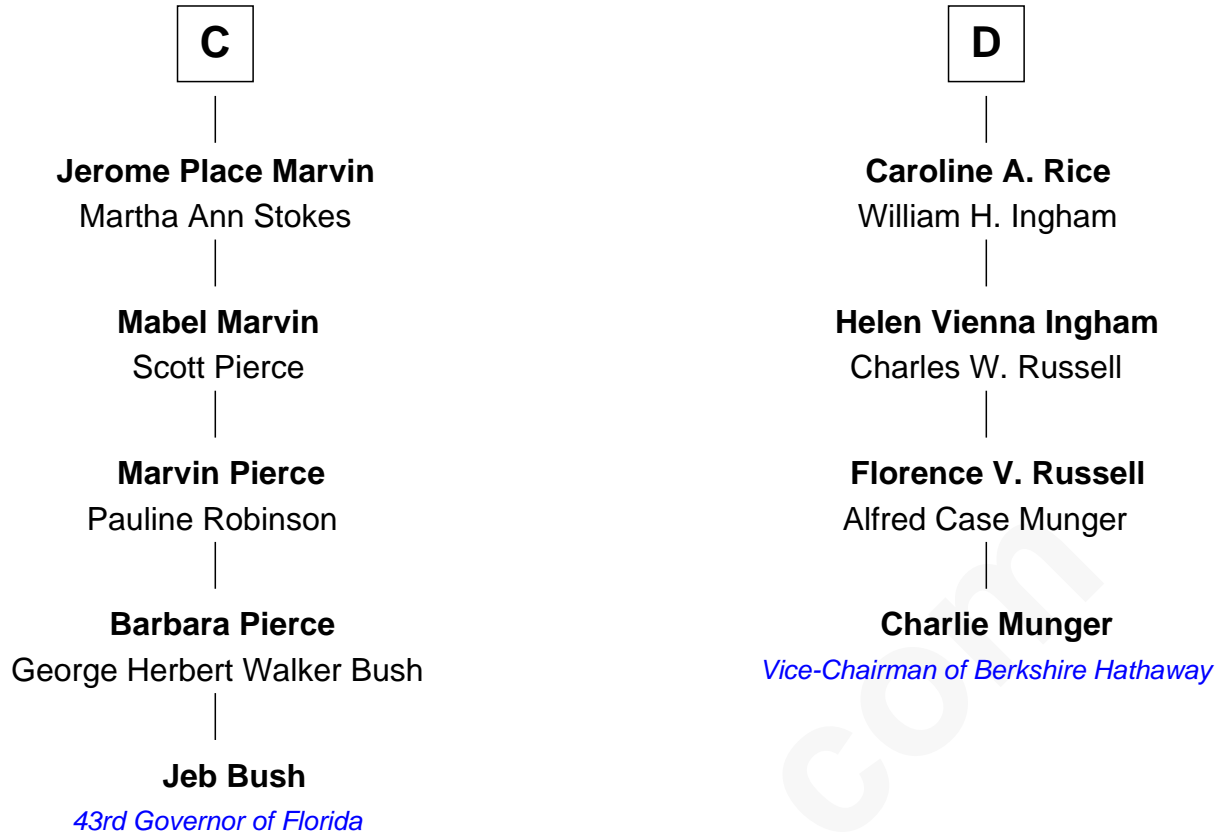 C
Jerome Place Marvin
Martha Ann Stokes
Mabel Marvin
Scott Pierce
Marvin Pierce
Pauline Robinson
Barbara Pierce
George Herbert Walker Bush
Jeb Bush
43rd Governor of Florida
D
Caroline A. Rice
William H. Ingham
Helen Vienna Ingham
Charles W. Russell
Florence V. Russell
Alfred Case Munger
Charlie Munger
Vice-Chairman of Berkshire Hathaway
com